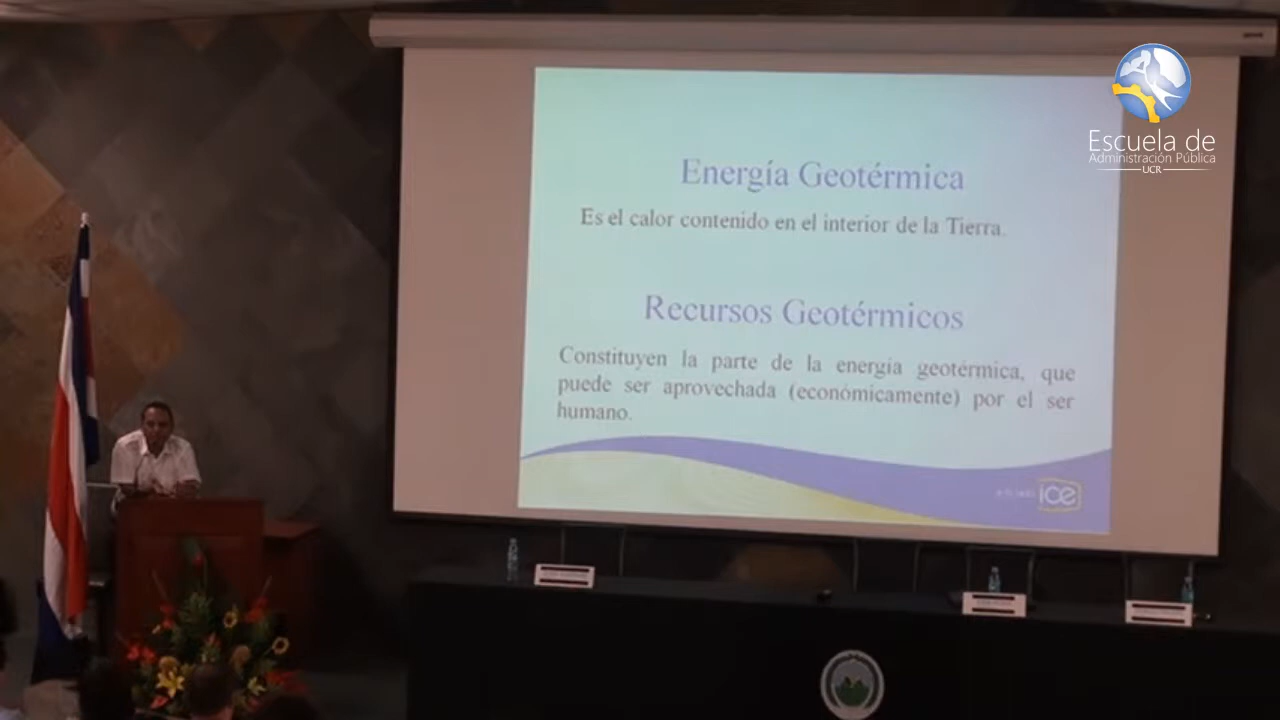 Escuela de
Administración Pública
UCR
Energía Geotérmica
Es el calor contenido en el interior de la Tierra.
Recursos Geotérmicos
Constituyen la parte de la energía geotérmica, que
puede ser aprovechada (económicamente) por el ser
humano.
ice